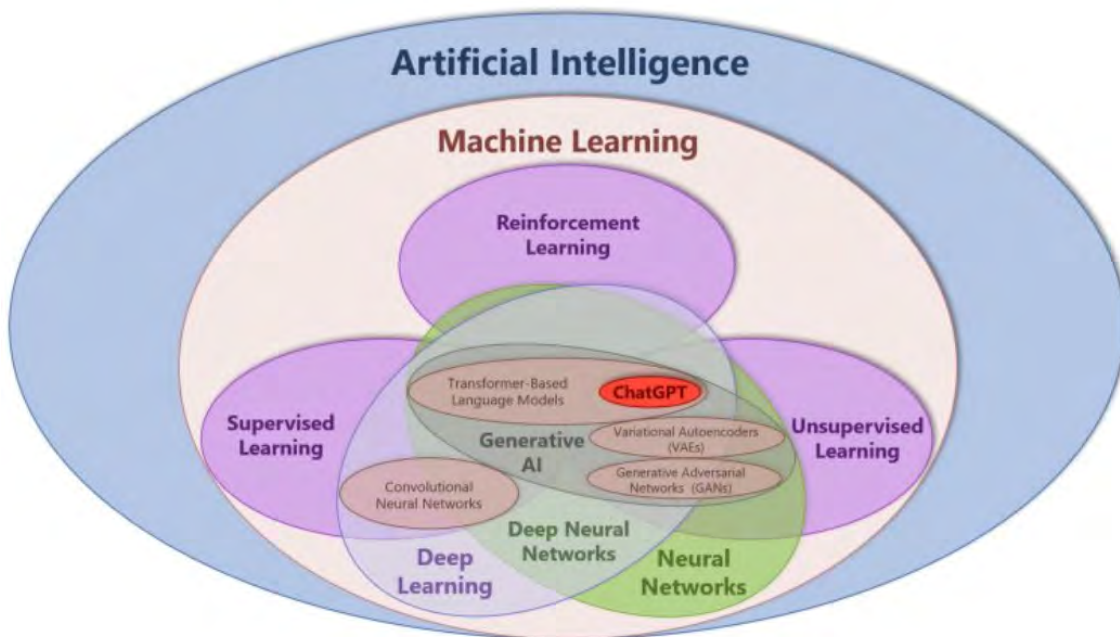 Artificial Intelligence
Machine Learning
Reinforcement
Learning
Transformer-Based
Language Models
ChatGPT
Supervised
Learning
Generative
AI
Variational Autoencoders
(VAEs)
Unsupervised
Learning
Convolutional
Neural Networks
Generative Adversarial
Networks (GANs)
Deep Neural
Networks
Deep
Learning
Neural
Networks